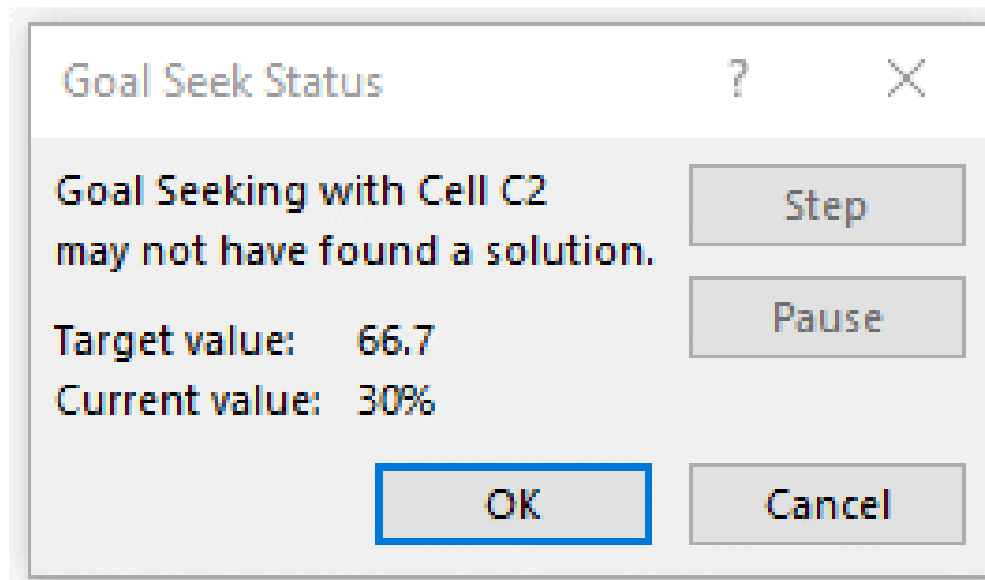 Goal Seek Status ?
Goal Seeking with Cell C2 Step
may not have found a solution.
Pause
Target value: 66.7
Current value: 30%
OK Cancel